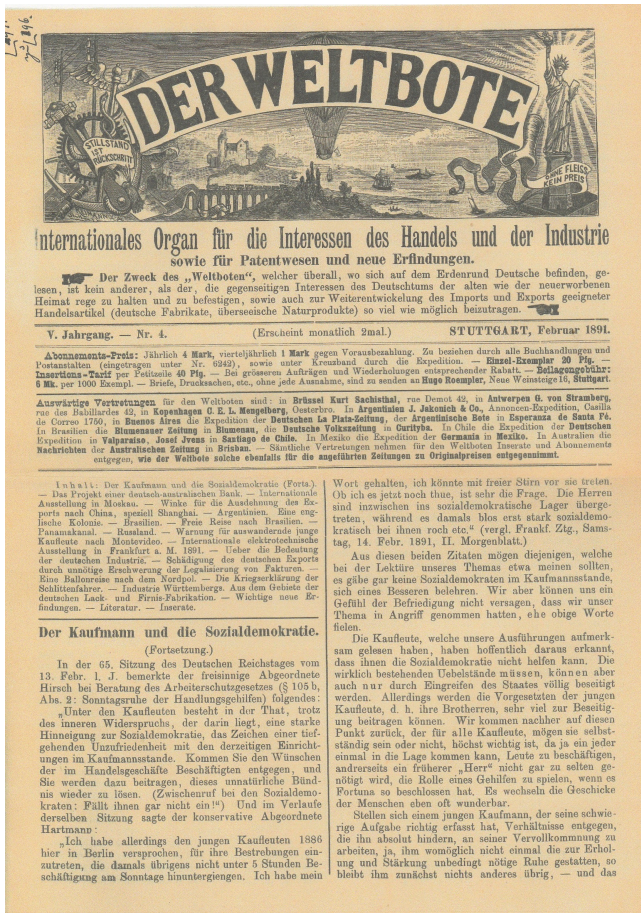 DER WELTBOTE
STILLSTAND
IST
RÜCKSCHRITT
OHNE FLEISS
KEIN PREIS
Internationales Organ für die Interessen des Handels und der Industrie
sowie für Patentwesen und neue Erfindungen.
Der Zweck des „Weltboten“, welcher überall, wo sich auf dem Erdenrund Deutsche befinden, ge-
lesen, ist kein anderer, als der, die gegenseitigen Interessen des Deutschtums der alten wie der neuerworbenen
Heimat rege zu halten und zu befestigen, sowie auch zur Weiterentwickelung des Imports und Exports geeigneter
Handelsartikel (deutsche Fabrikate, überseeische Naturprodukte) so viel wie möglich beizutragen.
V. Jahrgang. — Nr. 4. (Erscheint monatlich 2mal.) STUTTGART, Februar 1891.
Abonnements-Preis: Jährlich 4 Mark, vierteljährlich 1 Mark gegen Vorausbezahlung. Zu beziehen durch alle Buchhandlungen und
Postanstalten (eingetragen unter Nr. 6242), sowie unter Kreuzband durch die Expedition. — Einzel-Exemplar 20 Pfg. —
Insertions-Tarif per Petitzeile 40 Pfg. — Bei grösseren Aufträgen und Wiederholungen entsprechender Rabatt. — Beilagengebühr:
6 Mk. per 1000 Exempl. — Briefe, Drucksachen, etc., ohne jede Ausnahme, sind zu senden an Hugo Roempler, Neue Weinsteige 16, Stuttgart.
Auswärtige Vertretungen für den Weltboten sind: in Brüssel Kurt Sachisthal, rue Demot 42, in Antwerpen G. von Stramberg,
rue des Babillardes 42, in Kopenhagen C. E. L. Mengelberg, Oesterbro. In Argentinien J. Jakonich & Co., Annoncen-Expedition, Casilla
de Correo 1750, in Buenos Aires die Expedition der Deutschen La Plata-Zeitung, der Argentinische Bote in Esperanza de Santa Fé.
In Brasilien die Blumenauer Zeitung in Blumenau, die Deutsche Volkszeitung in Curityba. In Chile die Expedition der Deutschen
Expedition in Valparaiso, Josef Jvens in Santiago de Chile. In Mexiko die Expedition der Germania in Mexiko. In Australien die
Nachrichten der Australischen Zeitung in Brisban. — Sämtliche Vertretungen nehmen für den Weltboten Inserate und Abonnements
entgegen, wie der Weltbote solche ebenfalls für die angeführten Zeitungen zu Originalpreisen entgegennimmt.
Inhalt: Der Kaufmann und die Sozialdemokratie (Forts.).
— Das Projekt einer deutsch-australischen Bank. — Internationale
Ausstellung in Moskau. — Winke für die Ausdehnung des Ex-
ports nach China, speziell Shanghai. — Argentinien. Eine eng-
lische Kolonie. — Brasilien. — Freie Reise nach Brasilien. —
Panamakanal. — Russland. — Warnung für auswandernde junge
Kaufleute nach Montevideo. — Internationale elektrotechnische
Ausstellung in Frankfurt a. M. 1891. — Ueber die Bedeutung
der deutschen Industrie. — Schädigung des deutschen Exports
durch unnötige Erschwerung der Legalisierung von Fakturen. —
Eine Ballonreise nach dem Nordpol. — Die Kriegserklärung der
Schlittenfahrer. — Industrie Württembergs. Aus dem Gebiete der
deutschen Lack- und Firnis-Fabrikation. — Wichtige neue Er-
findungen. — Literatur. — Inserate.
Der Kaufmann und die Sozialdemokratie.
(Fortsetzung.)
In der 65. Sitzung des Deutschen Reichstages vom
13. Febr. l. J. bemerkte der freisinnige Abgeordnete
Hirsch bei Beratung des Arbeiterschutzgesetzes (§ 105 b,
Abs. 2: Sonntagsruhe der Handlungsgehilfen) folgendes:
„Unter den Kaufleuten besteht in der That, trotz
des inneren Widerspruchs, der darin liegt, eine starke
Hinneigung zur Sozialdemokratie, das Zeichen einer tief-
gehenden Unzufriedenheit mit den derzeitigen Einricht-
ungen im Kaufmannsstande. Kommen Sie den Wünschen
der im Handelsgeschäfte Beschäftigten entgegen, und
Sie werden dazu beitragen, dieses unnatürliche Bünd-
nis wieder zu lösen. (Zwischenruf bei den Sozialdemo-
kraten: Fällt ihnen gar nicht ein!“) Und im Verlaufe
derselben Sitzung sagte der konservative Abgeordnete
Hartmann:
„Ich habe allerdings den jungen Kaufleuten 1886
hier in Berlin versprochen, für ihre Bestrebungen ein-
zutreten, die damals übrigens nicht unter 5 Stunden Be-
schäftigung am Sonntage hinuntergiengen. Ich habe mein
Wort gehalten, ich könnte mit freier Stirn vor sie treten.
Ob ich es jetzt noch thue, ist sehr die Frage. Die Herren
sind inzwischen ins sozialdemokratische Lager überge-
treten, während es damals blos erst stark sozialdemo-
kratisch bei ihnen roch etc.“ (vergl. Frankf. Ztg., Sams-
tag, 14. Febr. 1891, II. Morgenblatt.)
Aus diesen beiden Zitaten mögen diejenigen, welche
bei der Lektüre unseres Themas etwa meinen sollten,
es gäbe gar keine Sozialdemokraten im Kaufmannsstande,
sich eines Besseren belehren. Wir aber können uns ein
Gefühl der Befriedigung nicht versagen, dass wir unser
Thema in Angriff genommen hatten, ehe obige Worte
fielen.
Die Kaufleute, welche unsere Ausführungen aufmerk-
sam gelesen haben, haben hoffentlich daraus erkannt,
dass ihnen die Sozialdemokratie nicht helfen kann. Die
wirklich bestehenden Uebelstände müssen, können aber
auch nur durch Eingreifen des Staates völlig beseitigt
werden. Allerdings werden die Vorgesetzten der jungen
Kaufleute, d. h. ihre Brotherren, sehr viel zur Beseiti-
gung beitragen können. Wir kommen nachher auf diesen
Punkt zurück, der für alle Kaufleute, mögen sie selbst-
ständig sein oder nicht, höchst wichtig ist, da ja ein jeder
einmal in die Lage kommen kann, Leute zu beschäftigen,
andrerseits ein früherer „Herr“ nicht gar zu selten ge-
nötigt wird, die Rolle eines Gehilfen zu spielen, wenn es
Fortuna so beschlossen hat. Es wechseln die Geschicke
der Menschen eben oft wunderbar.
Stellen sich einem jungen Kaufmann, der seine schwie-
rige Aufgabe richtig erfasst hat, Verhältnisse entgegen,
die ihn absolut hindern, an seiner Vervollkommnung zu
arbeiten, ja, ihm womöglich nicht einmal die zur Erhol-
ung und Stärkung unbedingt nötige Ruhe gestatten, so
bleibt ihm zunächst nichts anderes übrig, — und das